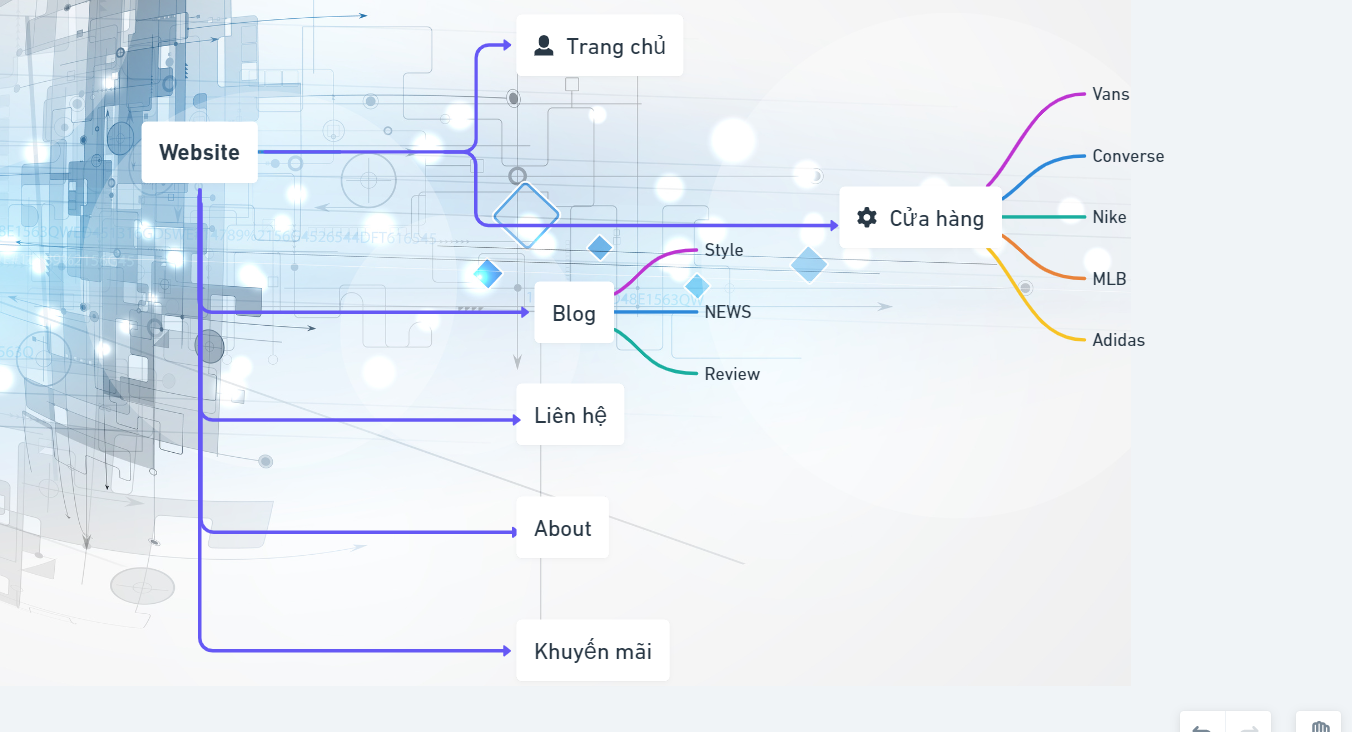 Trang chủ
Vans
Website
Converse
Cửa hàng
Nike
Style
MLB
Blog
NEWS
Adidas
Review
Liên hệ
About
Khuyến mãi